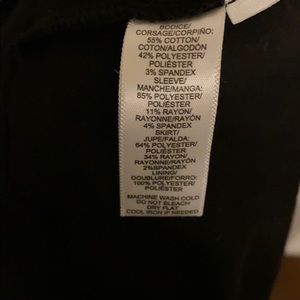 BODICE/
CORSAGE/CORPIÑO:
55% COTTON/
COTON/ALGODÓN
42% POLYESTER/
POLIÉSTER
3% SPANDEX
SLEEVE/
MANCHE/MANGA:
85% POLYESTER/
POLIÉSTER
11% RAYON/
RAYONNE/RAYÓN
4% SPANDEX
SKIRT/
JUPE/FALDA:
64% POLYESTER/
POLIÉSTER
34% RAYON/
RAYONNE/RAYÓN
2%SPANDEX
LINING/
DOUBLURE/FORRO:
100% POLYESTER/
POLIÉSTER
MACHINE WASH COLD
DO NOT BLEACH
DRY FLAT
COOL IRON IF NEEDED